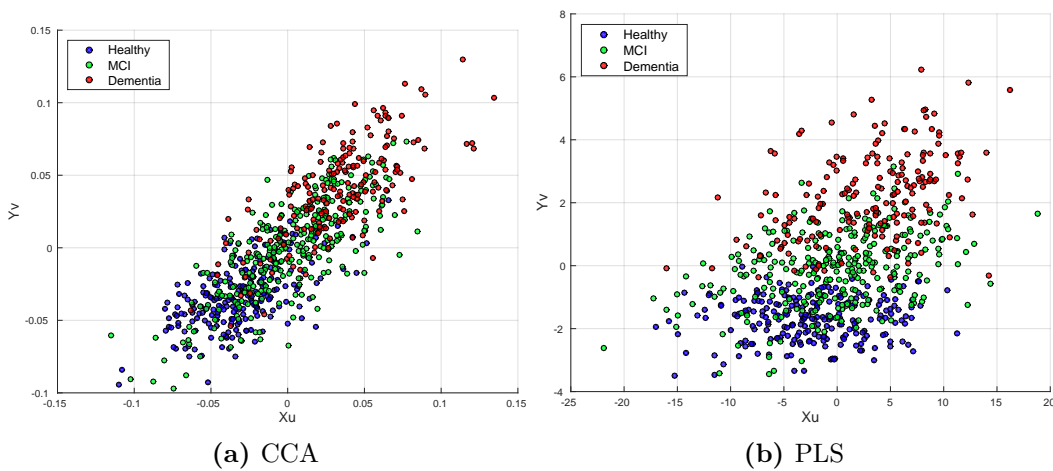 0.15
0.1
0.05
0
-0.05
-0.1
-0.15
-0.1
-0.05
0
0.05
0.1
0.15
Yv
Xu
Healthy
MCI
Dementia
(a) CCA
8
6
4
2
0
-2
-4
-25
-20
-15
-10
-5
0
5
10
15
20
Yv
Xu
Healthy
MCI
Dementia
(b) PLS